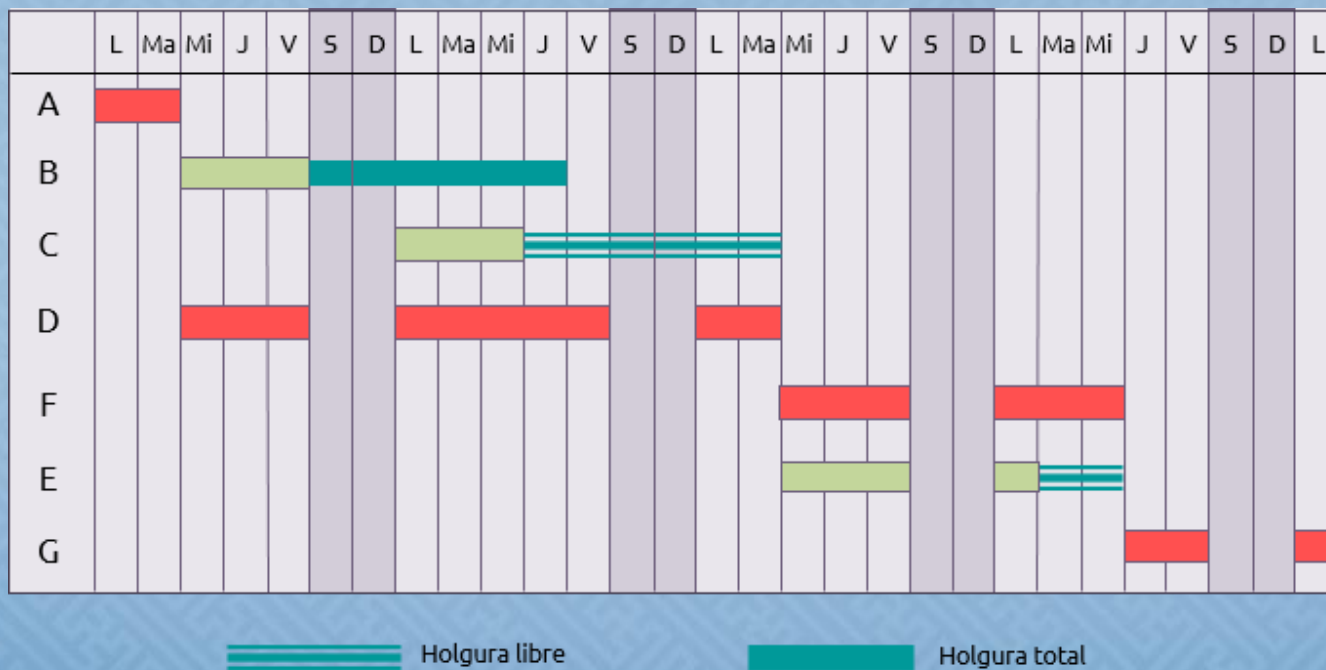 L Ma Mi J V S D L Ma Mi J V S D L Ma Mi J V S D L Ma Mi J V S D L
A
B
C
D
F
E
G
Holgura libre Holgura total